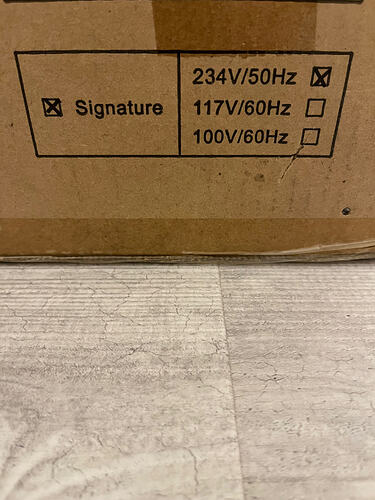 234V/50Hz ☒
☒ Signature 117V/60Hz ☐
100V/60Hz ☐